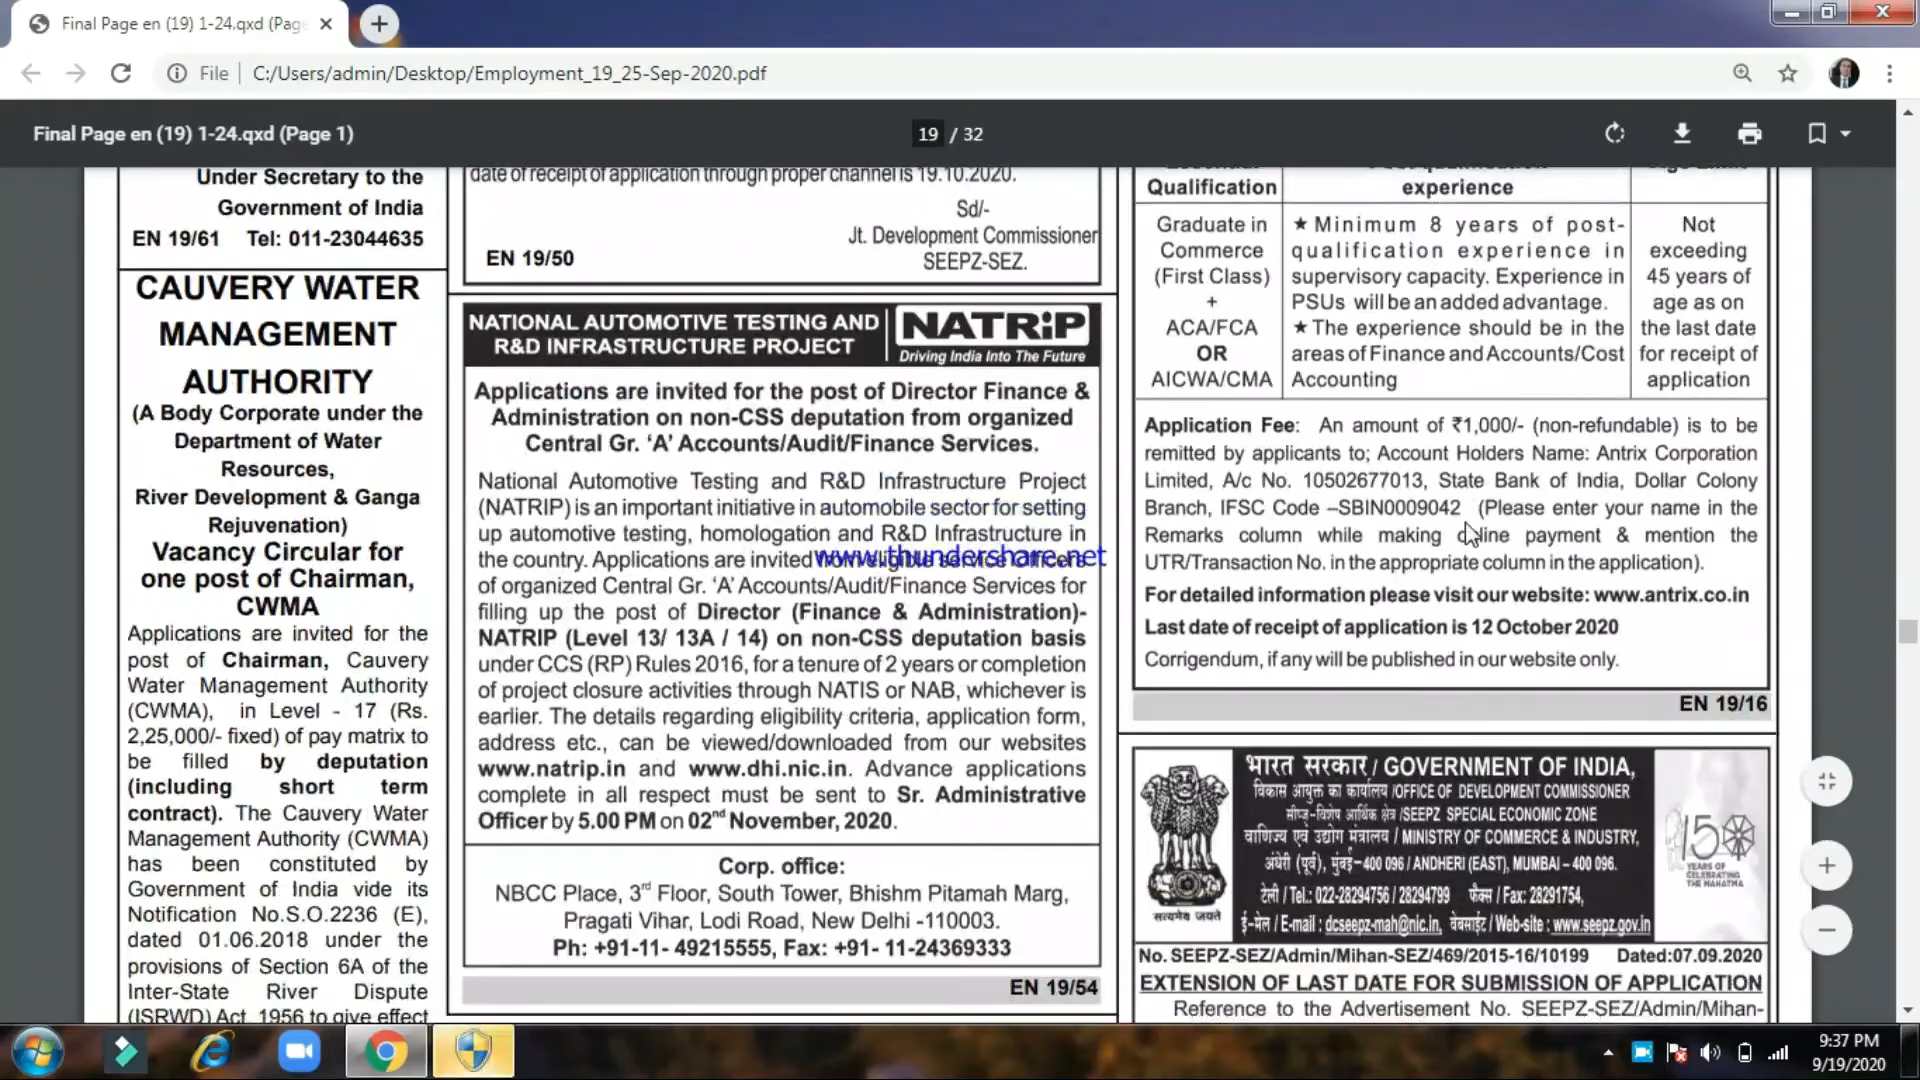 Final Page en (19) 1-24.qxd (Page
File
C:/Users/admin/Desktop/Employment_19_25-Sep-2020.pdf
Final Page en (19) 1-24.qxd (Page 1)
19 / 32
Under Secretary to the
Government of India
EN 19/61 Tel: 011-23044635
CAUVERY WATER
MANAGEMENT
AUTHORITY
(A Body Corporate under the
Department of Water
Resources,
River Development & Ganga
Rejuvenation)
Vacancy Circular for
one post of Chairman,
CWMA
Applications are invited for the
post of Chairman, Cauvery
Water Management Authority
(CWMA), in Level - 17 (Rs.
2,25,000/- fixed) of pay matrix to
be filled by deputation
(including short term
contract). The Cauvery Water
Management Authority (CWMA)
has been constituted by
Government of India vide its
Notification No.S.O.2236 (E),
dated 01.06.2018 under the
provisions of Section 6A of the
Inter-State River Dispute
(ISRWD) Act, 1956 to give effect
date of receipt of application through proper channel is 19.10.2020.
Sd/-
Jt. Development Commissioner
EN 19/50
SEEPZ-SEZ.
NATIONAL AUTOMOTIVE TESTING AND
R&D INFRASTRUCTURE PROJECT
NATRiP
Driving India Into The Future
Applications are invited for the post of Director Finance &
Administration on non-CSS deputation from organized
Central Gr. 'A' Accounts/Audit/Finance Services.
National Automotive Testing and R&D Infrastructure Project
(NATRIP) is an important initiative in automobile sector for setting
up automotive testing, homologation and R&D Infrastructure in
the country. Applications are invited from eligible service officers
www.thundershare.net
of organized Central Gr. 'A' Accounts/Audit/Finance Services for
filling up the post of Director (Finance & Administration)-
NATRIP (Level 13/ 13A / 14) on non-CSS deputation basis
under CCS (RP) Rules 2016, for a tenure of 2 years or completion
of project closure activities through NATIS or NAB, whichever is
earlier. The details regarding eligibility criteria, application form,
address etc., can be viewed/downloaded from our websites
www.natrip.in and www.dhi.nic.in. Advance applications
complete in all respect must be sent to Sr. Administrative
Officer by 5.00 PM on 02nd November, 2020.
Corp. office:
NBCC Place, 3rd Floor, South Tower, Bhishm Pitamah Marg,
Pragati Vihar, Lodi Road, New Delhi -110003.
Ph: +91-11- 49215555, Fax: +91- 11-24369333
EN 19/54
Qualification
experience
Graduate in
Commerce
(First Class)
+
ACA/FCA
OR
AICWA/CMA
★ Minimum 8 years of post-
qualification experience in
supervisory capacity. Experience in
PSUs will be an added advantage.
★ The experience should be in the
areas of Finance and Accounts/Cost
Accounting
Not
exceeding
45 years of
age as on
the last date
for receipt of
application
Application Fee: An amount of ₹1,000/- (non-refundable) is to be
remitted by applicants to; Account Holders Name: Antrix Corporation
Limited, A/c No. 10502677013, State Bank of India, Dollar Colony
Branch, IFSC Code –SBIN0009042 (Please enter your name in the
Remarks column while making online payment & mention the
UTR/Transaction No. in the appropriate column in the application).
For detailed information please visit our website: www.antrix.co.in
Last date of receipt of application is 12 October 2020
Corrigendum, if any will be published in our website only.
EN 19/16
भारत सरकार / GOVERNMENT OF INDIA,
विकास आयुक्त का कार्यालय /OFFICE OF DEVELOPMENT COMMISSIONER
सीप्ज-विशेष आर्थिक क्षेत्र /SEEPZ SPECIAL ECONOMIC ZONE
वाणिज्य एवं उद्योग मंत्रालय / MINISTRY OF COMMERCE & INDUSTRY,
अंधेरी (पूर्व), मुंबई–400 096 / ANDHERI (EAST), MUMBAI – 400 096.
टेली / Tel.: 022-28294756 / 28294799 फैक्स / Fax: 28291754,
ई-मेल / E-mail : dcseepz-mah@nic.in, वेबसाईट / Web-site : www.seepz.gov.in
सत्यमेव जयते
150
YEARS OF
CELEBRATING
THE MAHATMA
No. SEEPZ-SEZ/Admin/Mihan-SEZ/469/2015-16/10199 Dated:07.09.2020
EXTENSION OF LAST DATE FOR SUBMISSION OF APPLICATION
Reference to the Advertisement No. SEEPZ-SEZ/Admin/Mihan-
9:37 PM
9/19/2020